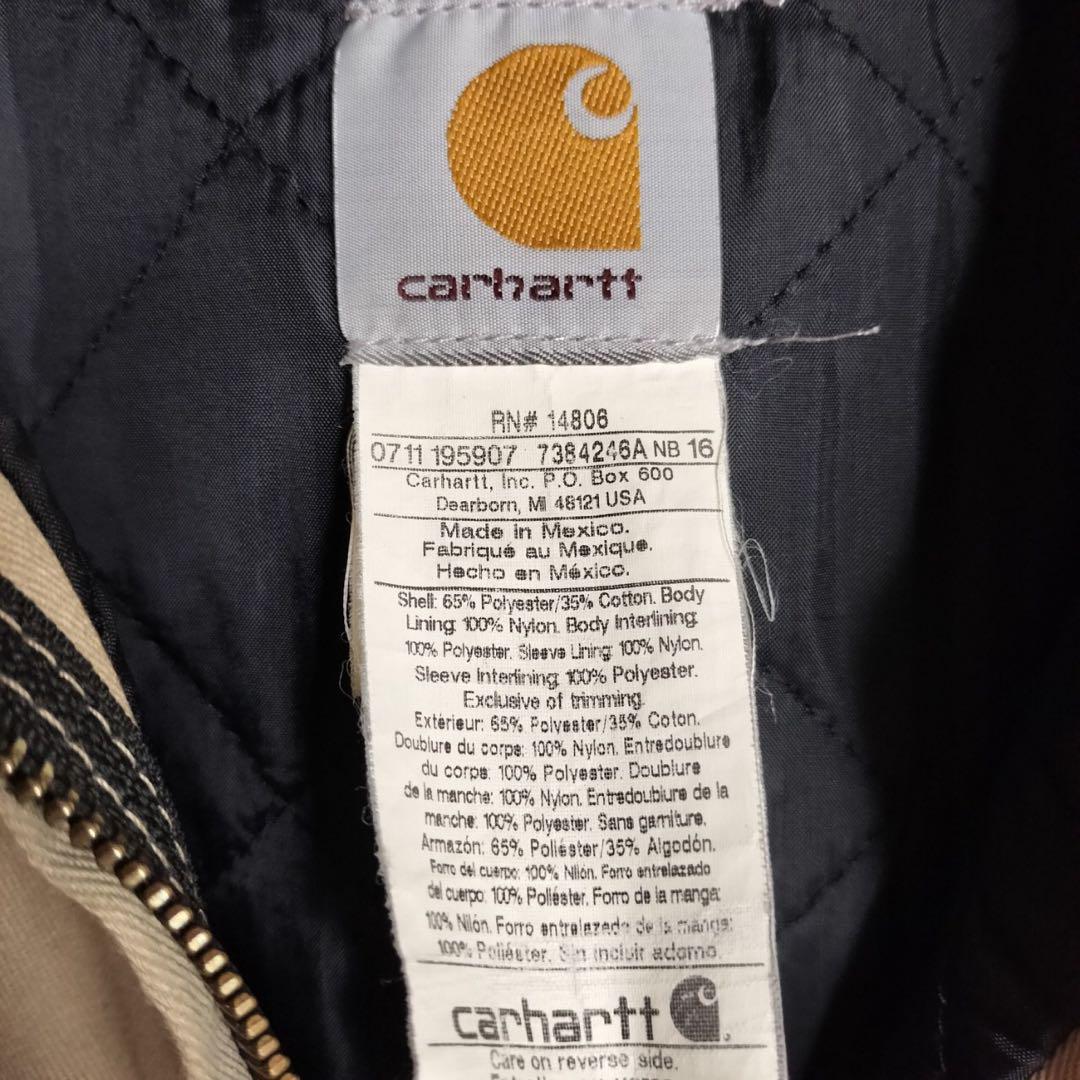 carhartt
RN# 14806
0711 195907 7384246A NB 16
Carhartt, Inc. P.O. Box 600
Dearborn, MI 48121 USA
Made in Mexico.
Fabriqué au Mexique.
Hecho en México.
Shell: 65% Polyester/35% Cotton. Body
Lining: 100% Nylon. Body Interlining:
100% Polyester. Sleeve Lining: 100% Nylon.
Sleeve Interlining: 100% Polyester.
Exclusive of trimming.
Extérieur: 65% Polyester/35% Coton.
Doublure du corps: 100% Nylon. Entredoublure
du corps: 100% Polyester. Doublure
de la manche: 100% Nylon. Entredoublure de la
manche: 100% Polyester. Sans garniture.
Armazón: 65% Poliéster/35% Algodón.
Forro del cuerpo: 100% Nilón. Forro entrelazado
del cuerpo: 100% Poliéster. Forro de la manga:
100% Nilón. Forro entrelazado de la manga:
100% Poliéster. Sin incluir adorno.
carhartt
Care on reverse side.